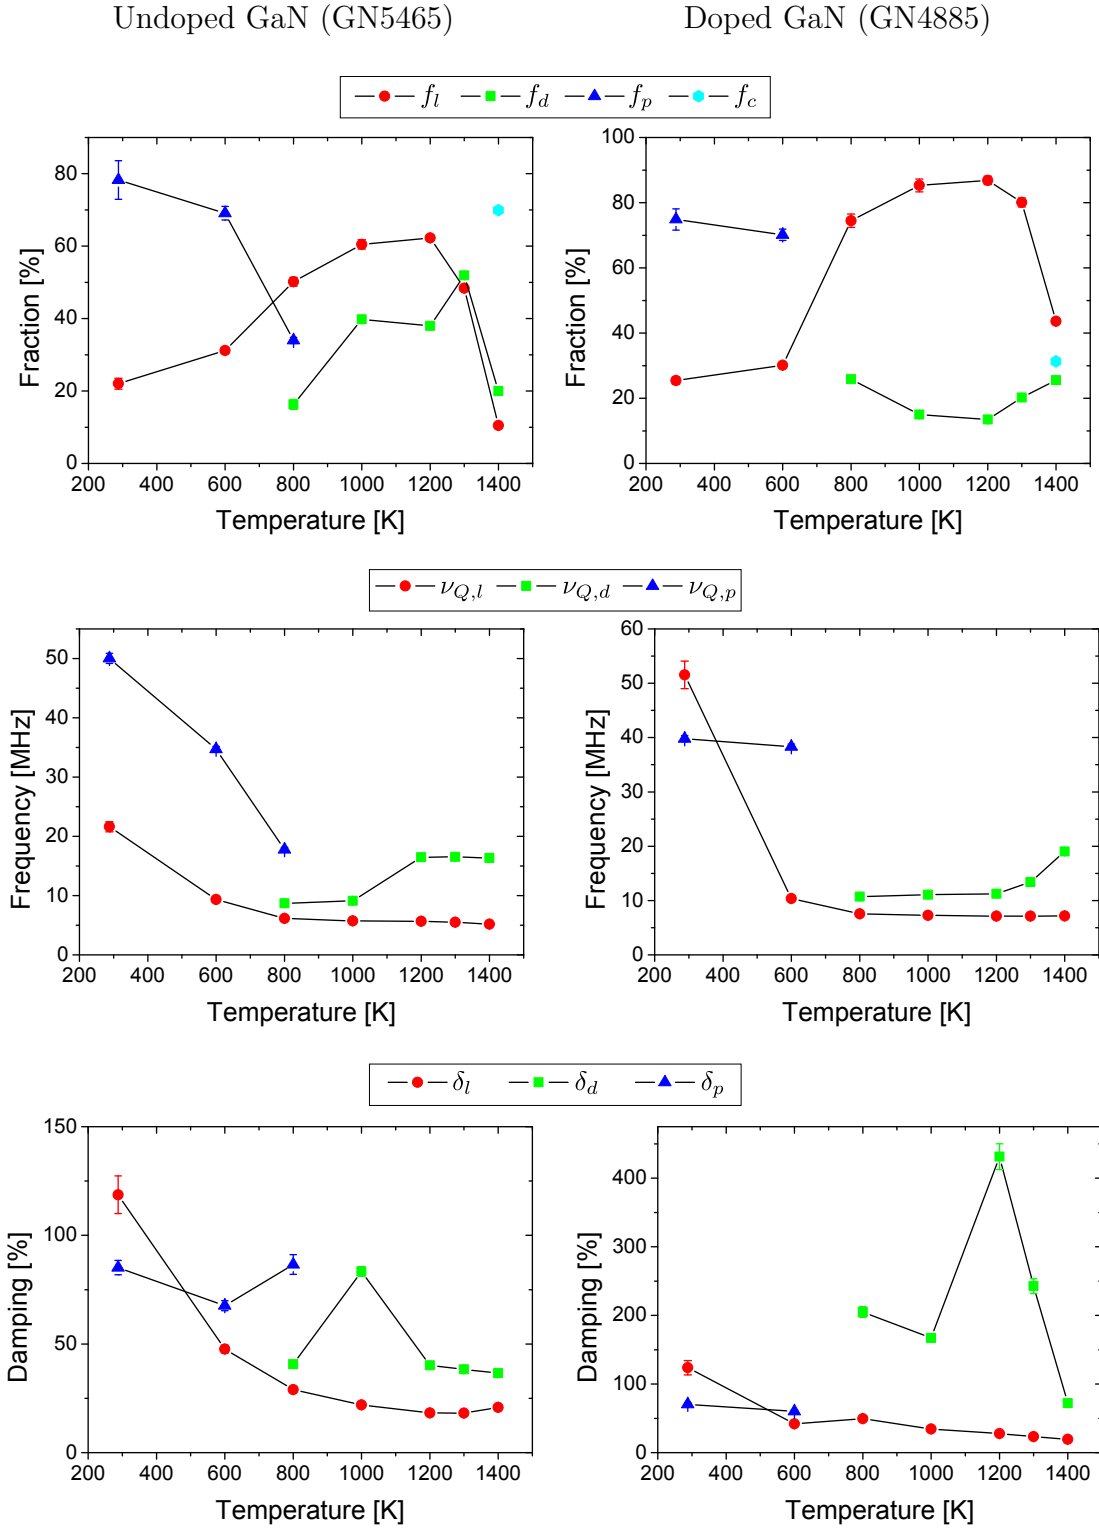 Undoped GaN (GN5465) Doped GaN (GN4885)
f_l f_d f_p f_c
80
60
40
20
0
Fraction [%]
200 400 600 800 1000 1200 1400
Temperature [K]
100
80
60
40
20
0
Fraction [%]
200 400 600 800 1000 1200 1400
Temperature [K]
ν_{Q,l} ν_{Q,d} ν_{Q,p}
50
40
30
20
10
0
Frequency [MHz]
200 400 600 800 1000 1200 1400
Temperature [K]
60
50
40
30
20
10
0
Frequency [MHz]
200 400 600 800 1000 1200 1400
Temperature [K]
δ_l δ_d δ_p
150
100
50
0
Damping [%]
200 400 600 800 1000 1200 1400
Temperature [K]
400
300
200
100
0
Damping [%]
200 400 600 800 1000 1200 1400
Temperature [K]